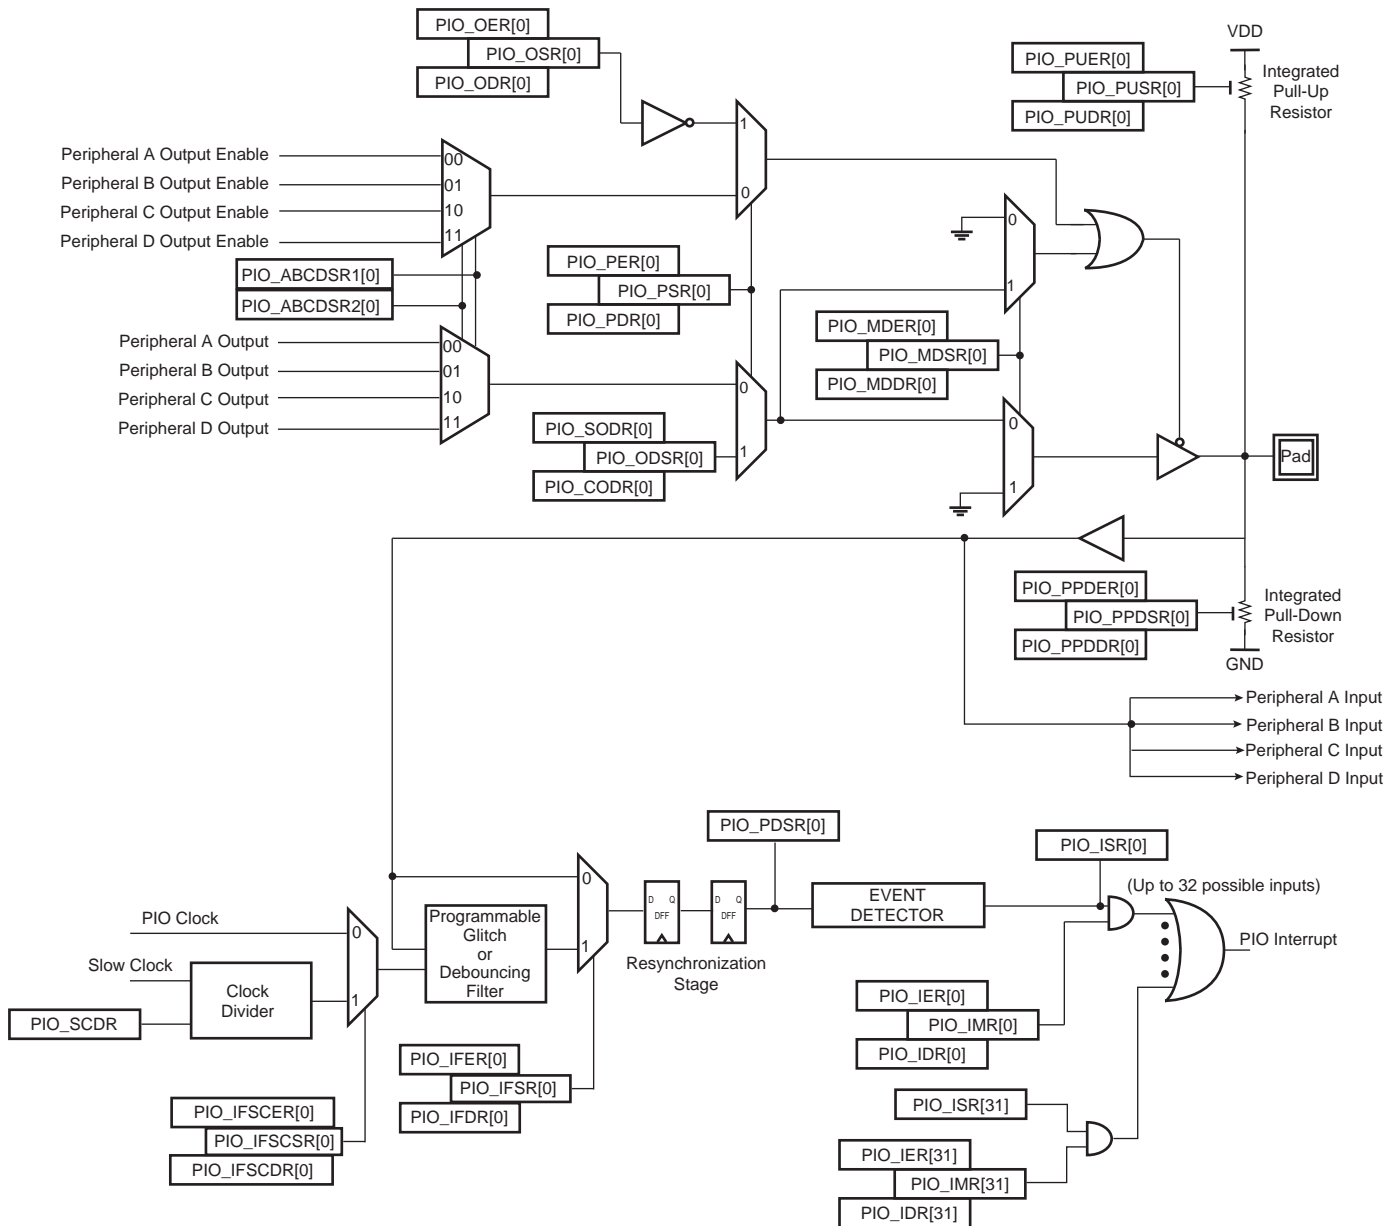 PIO_OER[0]
PIO_OSR[0]
PIO_ODR[0]
VDD
PIO_PUER[0]
PIO_PUSR[0]
PIO_PUDR[0]
Integrated
Pull-Up
Resistor
1
0
Peripheral A Output Enable
Peripheral B Output Enable
Peripheral C Output Enable
Peripheral D Output Enable
00
01
10
11
0
1
PIO_ABCDSR1[0]
PIO_ABCDSR2[0]
PIO_PER[0]
PIO_PSR[0]
PIO_PDR[0]
PIO_MDER[0]
PIO_MDSR[0]
PIO_MDDR[0]
Peripheral A Output
Peripheral B Output
Peripheral C Output
Peripheral D Output
00
01
10
11
0
1
PIO_SODR[0]
PIO_ODSR[0]
PIO_CODR[0]
0
1
Pad
PIO_PPDER[0]
PIO_PPDSR[0]
PIO_PPDDR[0]
Integrated
Pull-Down
Resistor
GND
Peripheral A Input
Peripheral B Input
Peripheral C Input
Peripheral D Input
PIO_PDSR[0]
PIO_ISR[0]
(Up to 32 possible inputs)
PIO Clock
Slow Clock
PIO_SCDR
Clock
Divider
0
1
Programmable
Glitch
or
Debouncing
Filter
0
1
D Q
DFF
D Q
DFF
Resynchronization
Stage
EVENT
DETECTOR
PIO Interrupt
PIO_IER[0]
PIO_IMR[0]
PIO_IDR[0]
PIO_IFER[0]
PIO_IFSR[0]
PIO_IFDR[0]
PIO_IFSCER[0]
PIO_IFSCSR[0]
PIO_IFSCDR[0]
PIO_ISR[31]
PIO_IER[31]
PIO_IMR[31]
PIO_IDR[31]